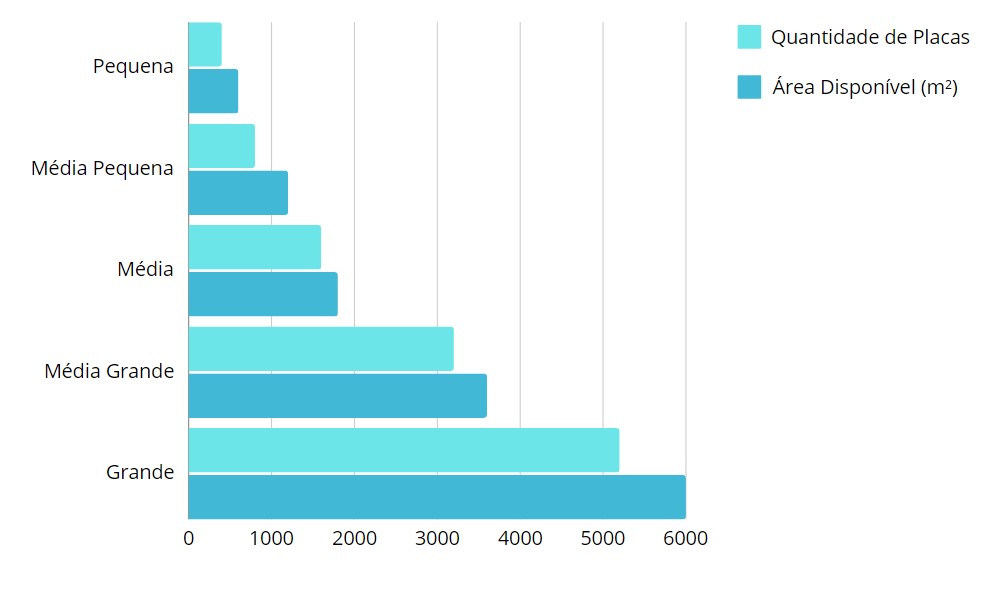 Quantidade de Placas
Área Disponível (m²)
Pequena
Média Pequena
Média
Média Grande
Grande
0 1000 2000 3000 4000 5000 6000